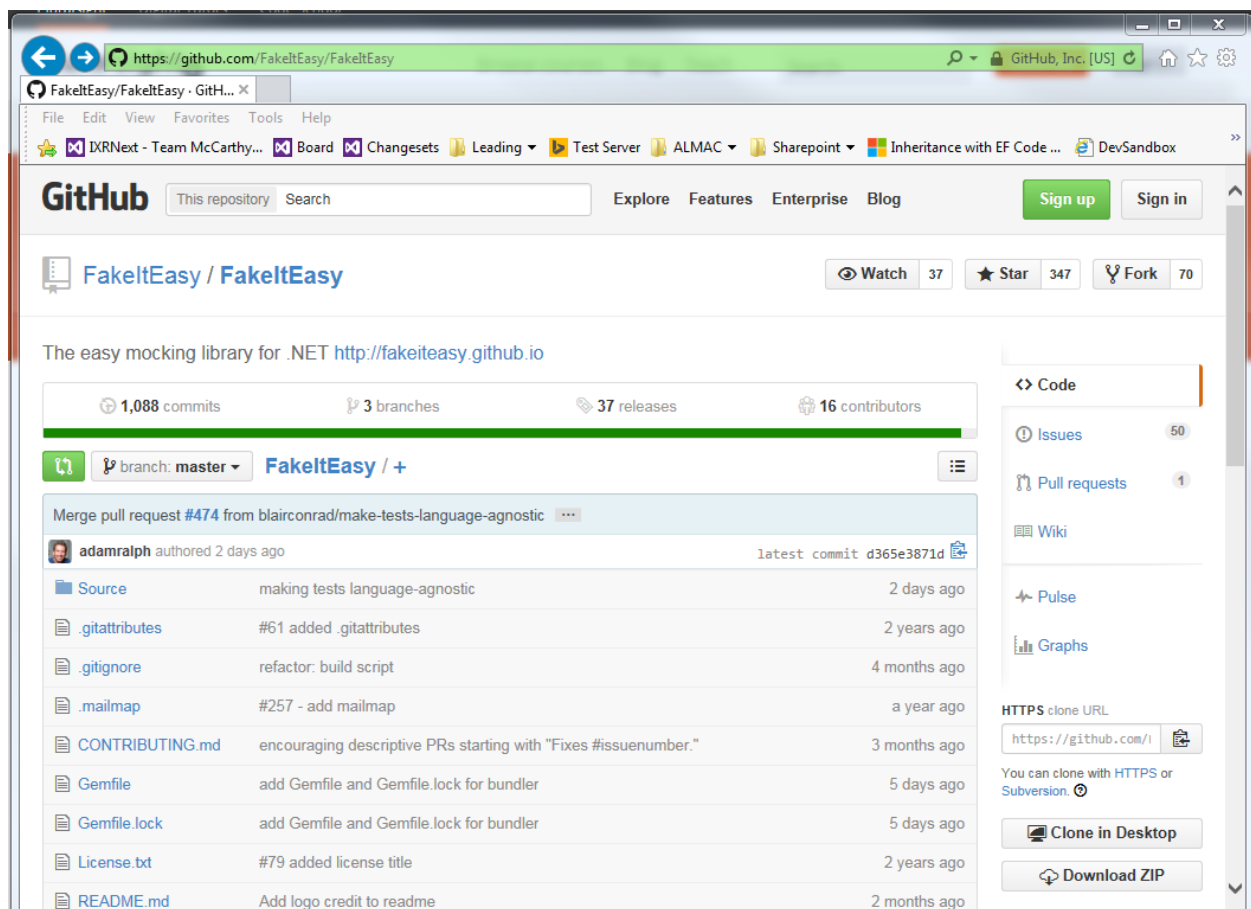 https://github.com/FakeItEasy/FakeItEasy
GitHub, Inc. [US]
FakeItEasy/FakeItEasy · GitH...
File Edit View Favorites Tools Help
IXRNext - Team McCarthy... Board Changesets Leading Test Server ALMAC Sharepoint Inheritance with EF Code ... DevSandbox
GitHub This repository Search Explore Features Enterprise Blog Sign up Sign in
FakeItEasy / FakeItEasy Watch 37 Star 347 Fork 70
The easy mocking library for .NET http://fakeiteasy.github.io
1,088 commits 3 branches 37 releases 16 contributors
branch: master FakeItEasy / +
Merge pull request #474 from blairconrad/make-tests-language-agnostic ...
adamralph authored 2 days ago latest commit d365e3871d
Source making tests language-agnostic 2 days ago
.gitattributes #61 added .gitattributes 2 years ago
.gitignore refactor: build script 4 months ago
.mailmap #257 - add mailmap a year ago
CONTRIBUTING.md encouraging descriptive PRs starting with "Fixes #issuenumber." 3 months ago
Gemfile add Gemfile and Gemfile.lock for bundler 5 days ago
Gemfile.lock add Gemfile and Gemfile.lock for bundler 5 days ago
License.txt #79 added license title 2 years ago
README.md Add logo credit to readme 2 months ago
Code
Issues 50
Pull requests 1
Wiki
Pulse
Graphs
HTTPS clone URL
https://github.com/
You can clone with HTTPS or
Subversion.
Clone in Desktop
Download ZIP